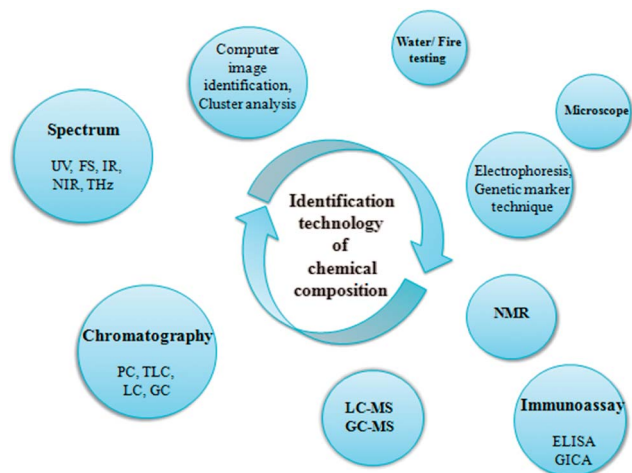 Water/ Fire
testing
Computer
image
identification,
Cluster analysis
Microscope
Spectrum
UV, FS, IR,
NIR, THz
Electrophoresis,
Genetic marker
technique
Identification
technology
of
chemical
composition
NMR
Chromatography
PC, TLC,
LC, GC
LC-MS
GC-MS
Immunoassay
ELISA
GICA